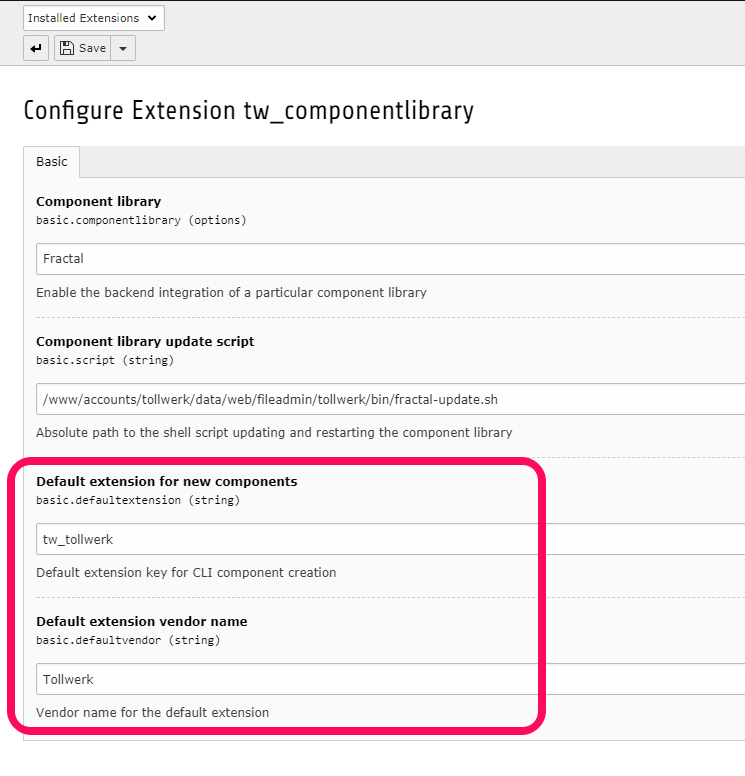 Installed Extensions
Save
Configure Extension tw_componentlibrary
Basic
Component library
basic.componentlibrary (options)
Fractal
Enable the backend integration of a particular component library
Component library update script
basic.script (string)
/www/accounts/tollwerk/data/web/fileadmin/tollwerk/bin/fractal-update.sh
Absolute path to the shell script updating and restarting the component library
Default extension for new components
basic.defaultextension (string)
tw_tollwerk
Default extension key for CLI component creation
Default extension vendor name
basic.defaultvendor (string)
Tollwerk
Vendor name for the default extension